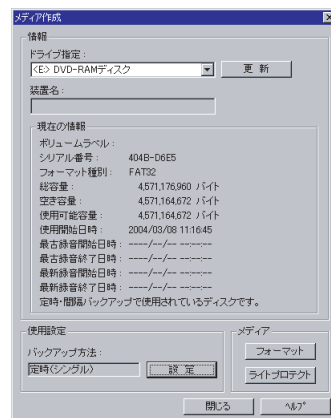 メディア作成
情報
ドライブ指定：
<E> DVD-RAMディスク
更 新
装置名：
現在の情報
ボリュームラベル：
シリアル番号： 404B-D6E5
フォーマット種別： FAT32
総容量： 4,571,176,960 バイト
空き容量： 4,571,164,672 バイト
使用可能容量： 4,571,164,672 バイト
使用開始日時： 2004/03/08 11:16:45
最古録音開始日時： ----/--/-- --:--:--
最古録音終了日時： ----/--/-- --:--:--
最新録音開始日時： ----/--/-- --:--:--
最新録音終了日時： ----/--/-- --:--:--
定時・間隔バックアップで使用されているディスクです。
使用設定
バックアップ方法：
定時(シングル)
設 定
メディア
フォーマット
ライトプロテクト
閉じる
ヘルプ